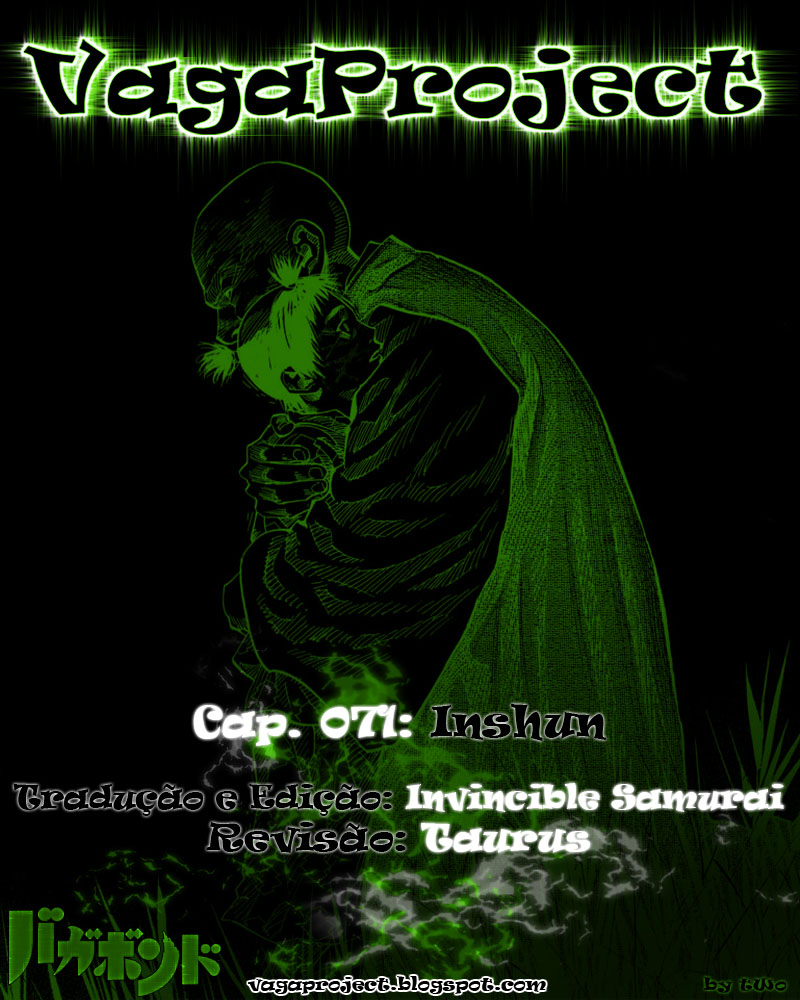 VagaProject
Cap. 071: Inshun
Tradução e Edição: Invincible Samurai
Revisão: Taurus
バガボンド
vagaproject.blogspot.com
by tWo